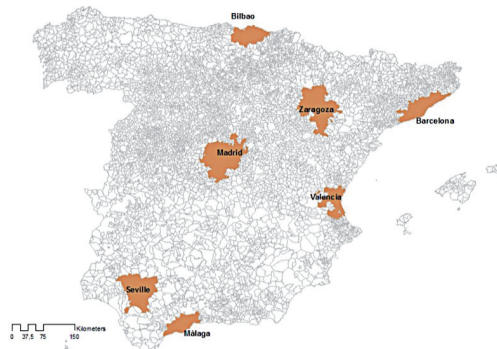 Bilbao
Zaragoza
Barcelona
Madrid
Valencia
Seville
Málaga
Kilometers
0 37,5 75 150